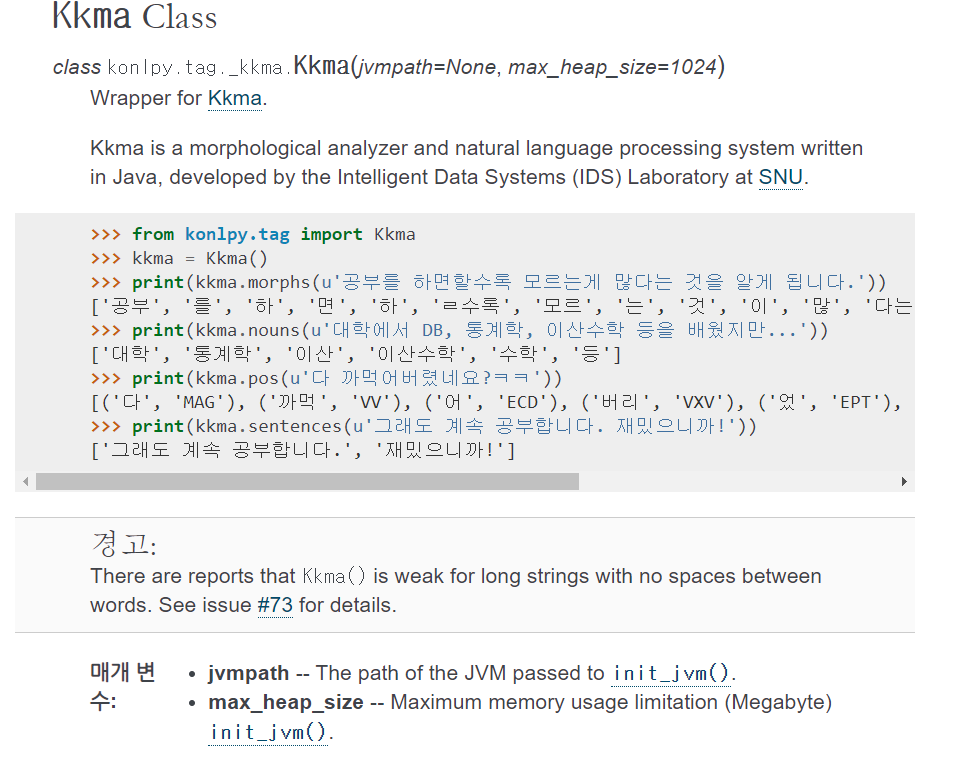 Kkma Class
class konlpy.tag._kkma.Kkma(jvmpath=None, max_heap_size=1024)
Wrapper for Kkma.
Kkma is a morphological analyzer and natural language processing system written
in Java, developed by the Intelligent Data Systems (IDS) Laboratory at SNU.
>>> from konlpy.tag import Kkma
>>> kkma = Kkma()
>>> print(kkma.morphs(u'공부를 하면할수록 모르는게 많다는 것을 알게 됩니다.'))
['공부', '를', '하', '면', '하', 'ㄹ수록', '모르', '는', '것', '이', '많', '다는
>>> print(kkma.nouns(u'대학에서 DB, 통계학, 이산수학 등을 배웠지만...'))
['대학', '통계학', '이산', '이산수학', '수학', '등']
>>> print(kkma.pos(u'다 까먹어버렸네요?ㅋㅋ'))
[('다', 'MAG'), ('까먹', 'VV'), ('어', 'ECD'), ('버리', 'VXV'), ('었', 'EPT'),
>>> print(kkma.sentences(u'그래도 계속 공부합니다. 재밌으니까!'))
['그래도 계속 공부합니다.', '재밌으니까!']
경고:
There are reports that Kkma() is weak for long strings with no spaces between
words. See issue #73 for details.
매개 변수:
• jvmpath -- The path of the JVM passed to init_jvm().
• max_heap_size -- Maximum memory usage limitation (Megabyte)
init_jvm().